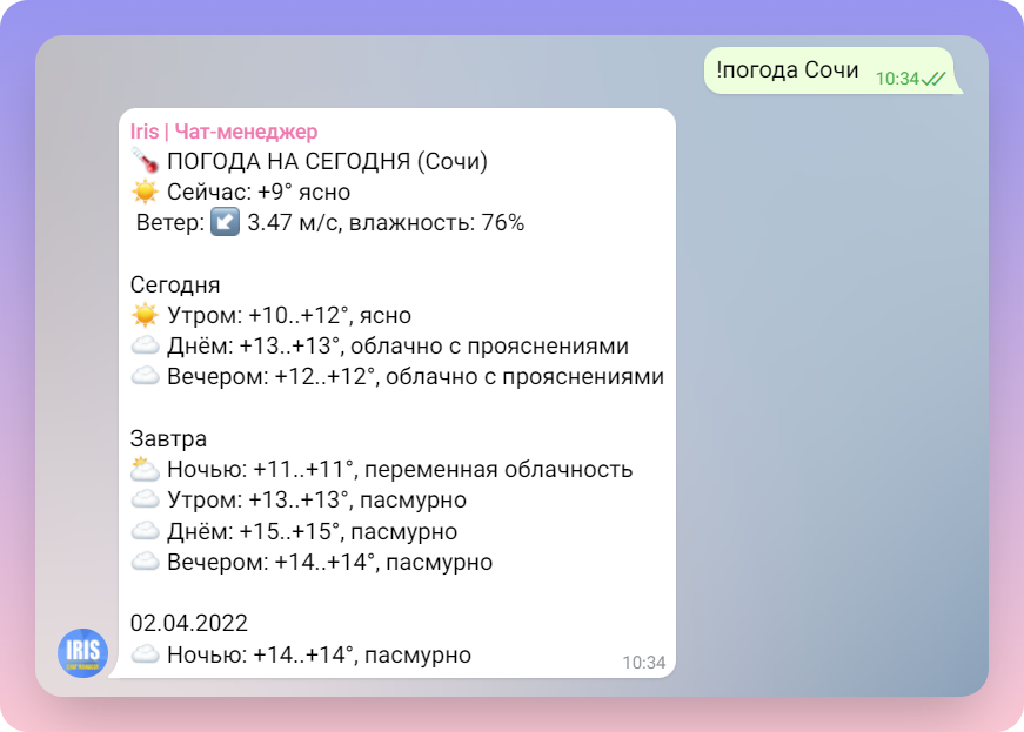 !погода Сочи 10:34
Iris | Чат-менеджер
ПОГОДА НА СЕГОДНЯ (Сочи)
Сейчас: +9° ясно
Ветер: 3.47 м/с, влажность: 76%
Сегодня
Утром: +10..+12°, ясно
Днём: +13..+13°, облачно с прояснениями
Вечером: +12..+12°, облачно с прояснениями
Завтра
Ночью: +11..+11°, переменная облачность
Утром: +13..+13°, пасмурно
Днём: +15..+15°, пасмурно
Вечером: +14..+14°, пасмурно
02.04.2022
Ночью: +14..+14°, пасмурно
10:34
IRIS